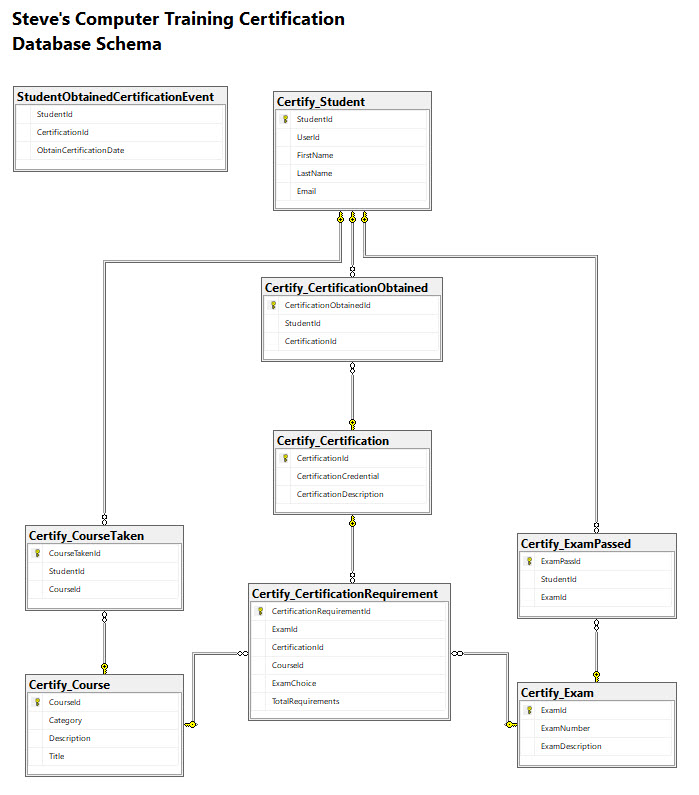 Steve's Computer Training Certification
Database Schema
StudentObtainedCertificationEvent
StudentId
CertificationId
ObtainCertificationDate
Certify_Student
StudentId
UserId
FirstName
LastName
Email
Certify_CertificationObtained
CertificationObtainedId
StudentId
CertificationId
Certify_Certification
CertificationId
CertificationCredential
CertificationDescription
Certify_CourseTaken
CourseTakenId
StudentId
CourseId
Certify_ExamPassed
ExamPassId
StudentId
ExamId
Certify_CertificationRequirement
CertificationRequirementId
ExamId
CertificationId
CourseId
ExamChoice
TotalRequirements
Certify_Course
CourseId
Category
Description
Title
Certify_Exam
ExamId
ExamNumber
ExamDescription